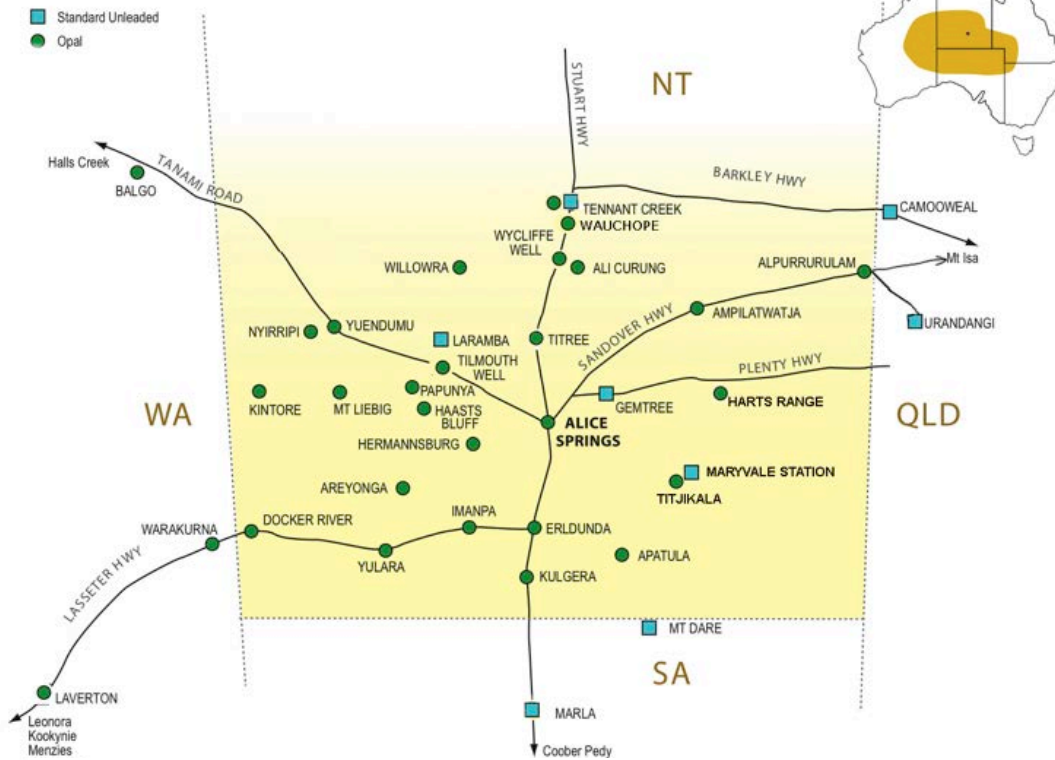 Standard Unleaded
Opal
NT
STUART HWY
Halls Creek
BALGO
TANAMI ROAD
BARKLEY HWY
TENNANT CREEK
CAMOOWEAL
WAUCHOPE
WYCLIFFE
WELL
WILLOWRA
ALI CURUNG
ALPURRURULAM
Mt Isa
NYIRRIPI
YUENDUMU
LARAMBA
TITREE
SANDOVER HWY
AMPILATWATJA
URANDANGI
TILMOUTH
WELL
PLENTY HWY
KINTORE
MT LIEBIG
PAPUNYA
HAASTS
BLUFF
GEMTREE
HARTS RANGE
WA
QLD
ALICE
SPRINGS
HERMANNSBURG
MARYVALE STATION
AREYONGA
TITJIKALA
WARAKURNA
DOCKER RIVER
IMANPA
ERLDUNDA
YULARA
APATULA
KULGERA
LASSETER HWY
MT DARE
SA
LAVERTON
MARLA
Leonora
Kookynie
Menzies
Coober Pedy